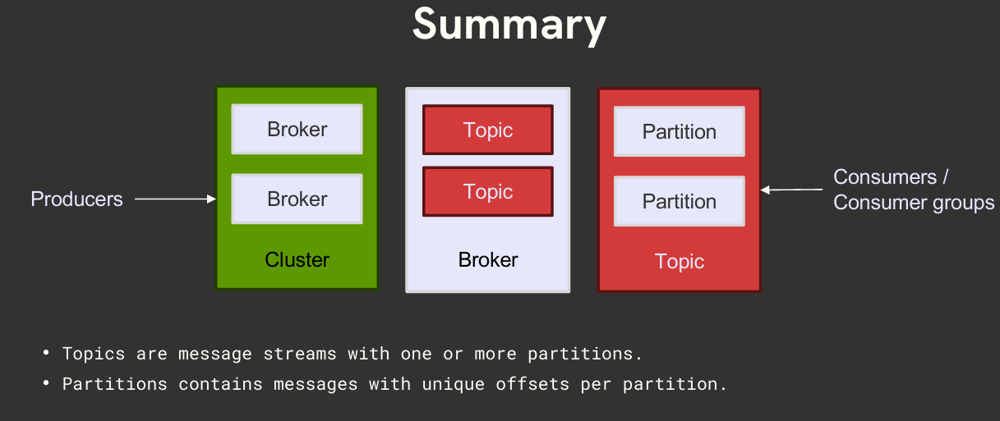 Summary
Producers
Broker
Broker
Cluster
Topic
Topic
Broker
Partition
Partition
Topic
Consumers /
Consumer groups
• Topics are message streams with one or more partitions.
• Partitions contains messages with unique offsets per partition.